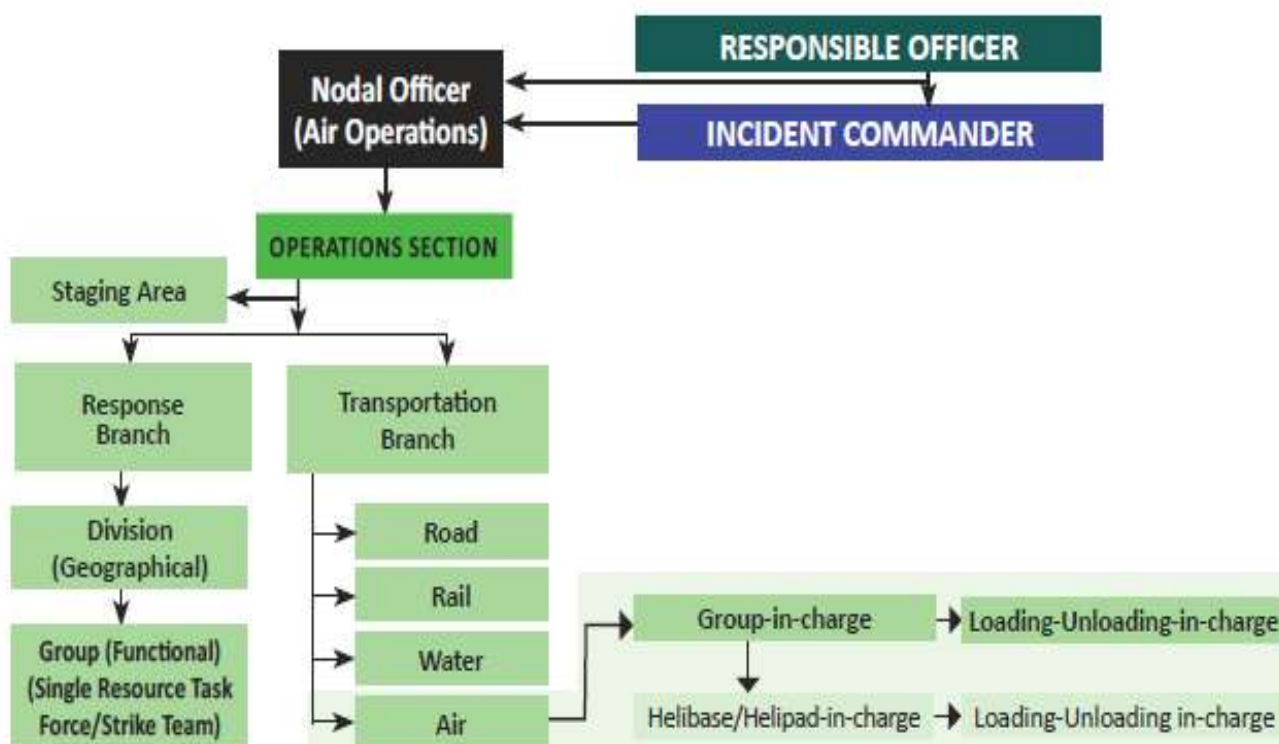 RESPONSIBLE OFFICER
Nodal Officer
(Air Operations)
INCIDENT COMMANDER
OPERATIONS SECTION
Staging Area
Response
Branch
Transportation
Branch
Division
(Geographical)
Group (Functional)
(Single Resource Task
Force/Strike Team)
Road
Rail
Water
Air
Group-in-charge
Loading-Unloading-in-charge
Helibase/Helipad-in-charge
Loading-Unloading in-charge